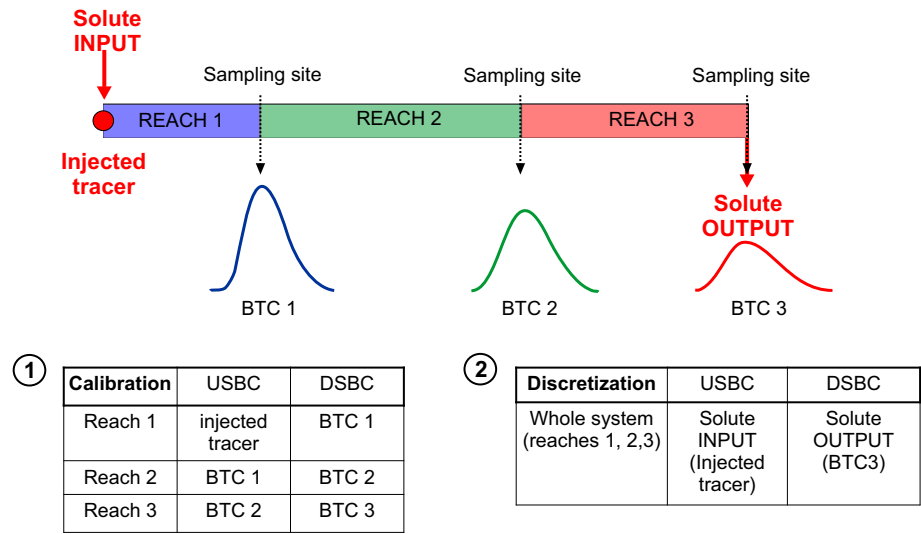 Solute
INPUT
Sampling site
Sampling site
Sampling site
REACH 1
REACH 2
REACH 3
Injected
tracer
Solute
OUTPUT
BTC 1
BTC 2
BTC 3
1
Calibration USBC DSBC
Reach 1 injected tracer BTC 1
Reach 2 BTC 1 BTC 2
Reach 3 BTC 2 BTC 3
2
Discretization USBC DSBC
Whole system (reaches 1, 2,3) Solute INPUT (Injected tracer) Solute OUTPUT (BTC3)